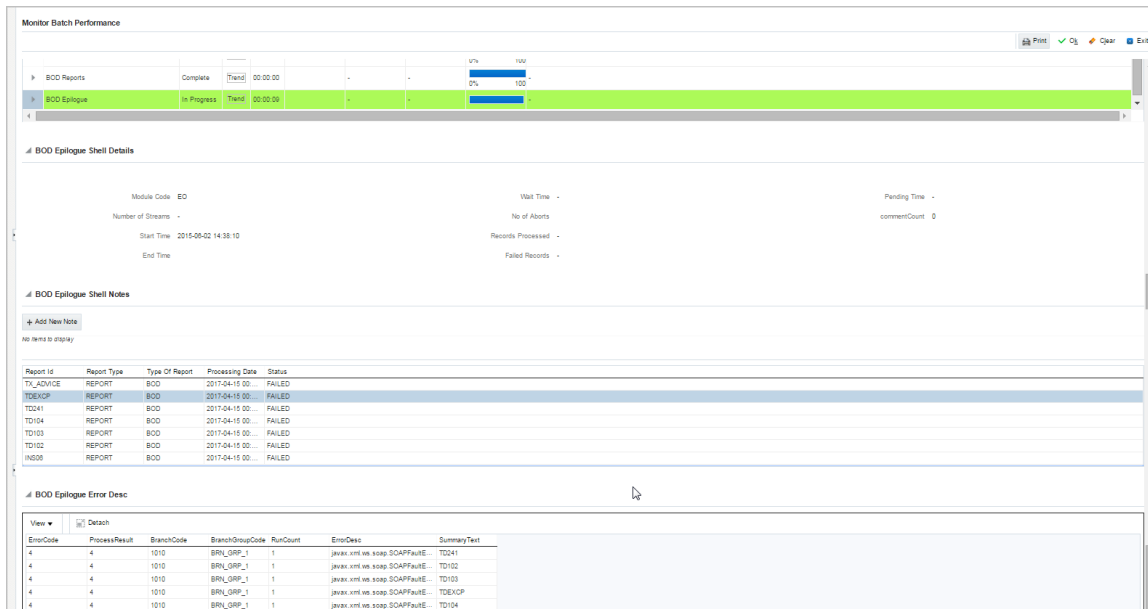 Monitor Batch Performance
Print Ok Clear Exit
0% 100
BOD Reports Complete Trend 00:00:00 - - -
0% 100
BOD Epilogue In Progress Trend 00:00:09 - - -
BOD Epilogue Shell Details
Module Code EO Wait Time - Pending Time -
Number of Streams - No of Aborts commentCount 0
Start Time 2015-06-02 14:38:10 Records Processed -
End Time Failed Records -
BOD Epilogue Shell Notes
+ Add New Note
No items to display
Report Id Report Type Type Of Report Processing Date Status
TX_ADVICE REPORT BOD 2017-04-15 00:... FAILED
TDEXCP REPORT BOD 2017-04-15 00:... FAILED
TD241 REPORT BOD 2017-04-15 00:... FAILED
TD104 REPORT BOD 2017-04-15 00:... FAILED
TD103 REPORT BOD 2017-04-15 00:... FAILED
TD102 REPORT BOD 2017-04-15 00:... FAILED
INS06 REPORT BOD 2017-04-15 00:... FAILED
BOD Epilogue Error Desc
View Detach
ErrorCode ProcessResult BranchCode BranchGroupCode RunCount ErrorDesc SummaryText
4 4 1010 BRN_GRP_1 1 javax.xml.ws.soap.SOAPFaultE... TD241
4 4 1010 BRN_GRP_1 1 javax.xml.ws.soap.SOAPFaultE... TD102
4 4 1010 BRN_GRP_1 1 javax.xml.ws.soap.SOAPFaultE... TD103
4 4 1010 BRN_GRP_1 1 javax.xml.ws.soap.SOAPFaultE... TDEXCP
4 4 1010 BRN_GRP_1 1 javax.xml.ws.soap.SOAPFaultE... TD104